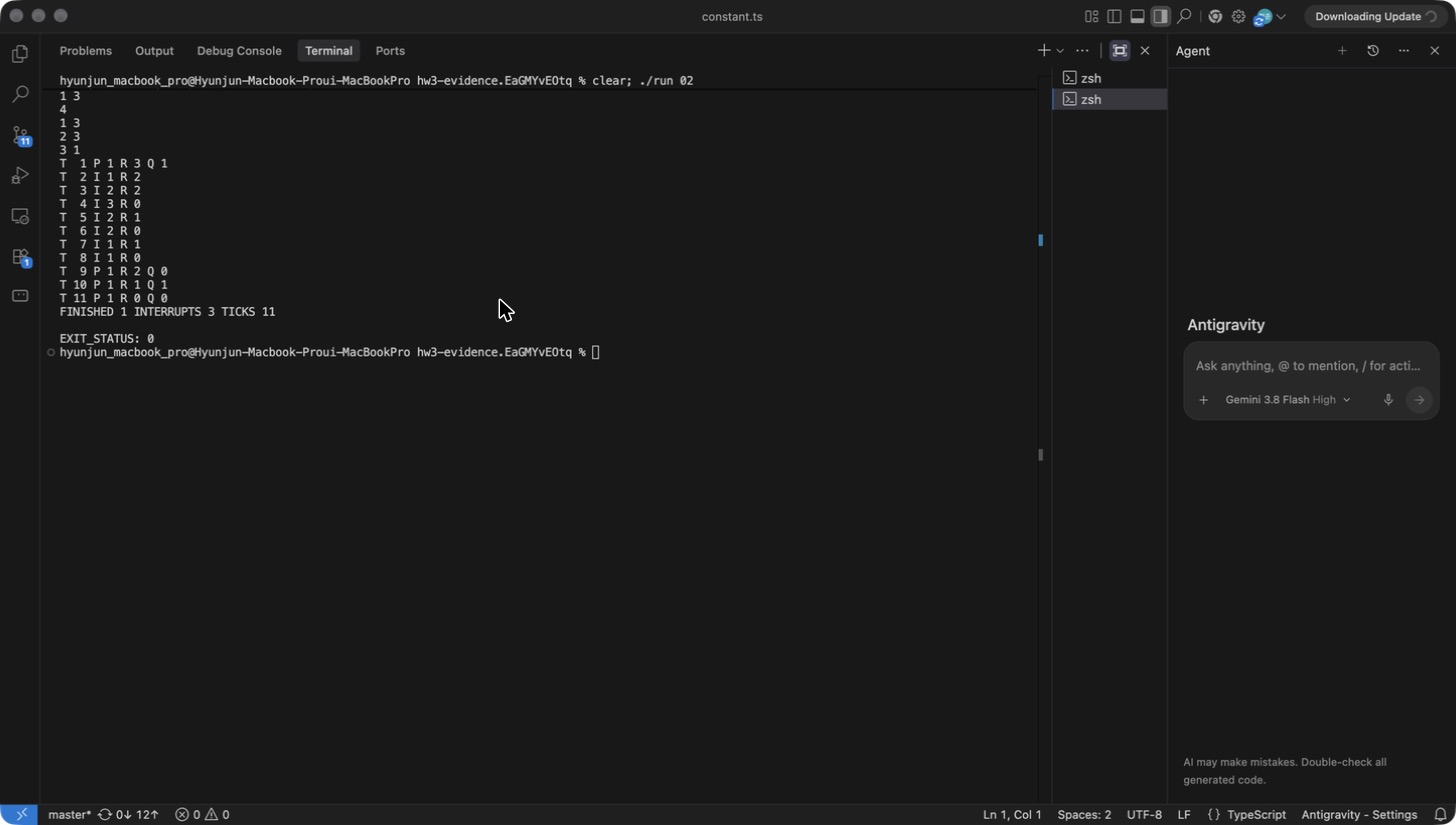 constant.ts
Downloading Update
Problems Output Debug Console Terminal Ports
hyunjun_macbook_pro@Hyunjun-Macbook-Proui-MacBookPro hw3-evidence.EaGMYvEOtq % clear; ./run 02
1 3
4
1 3
2 3
3 1
T  1 P 1 R 3 Q 1
T  2 I 1 R 2
T  3 I 2 R 2
T  4 I 3 R 0
T  5 I 2 R 1
T  6 I 2 R 0
T  7 I 1 R 1
T  8 I 1 R 0
T  9 P 1 R 2 Q 0
T 10 P 1 R 1 Q 1
T 11 P 1 R 0 Q 0
FINISHED 1 INTERRUPTS 3 TICKS 11
EXIT_STATUS: 0
hyunjun_macbook_pro@Hyunjun-Macbook-Proui-MacBookPro hw3-evidence.EaGMYvEOtq %
zsh
zsh
11
1
Agent
Antigravity
Ask anything, @ to mention, / for acti...
Gemini 3.8 Flash High
AI may make mistakes. Double-check all
generated code.
master* 0↓ 12↑ 0 0 Ln 1, Col 1 Spaces: 2 UTF-8 LF {} TypeScript Antigravity - Settings